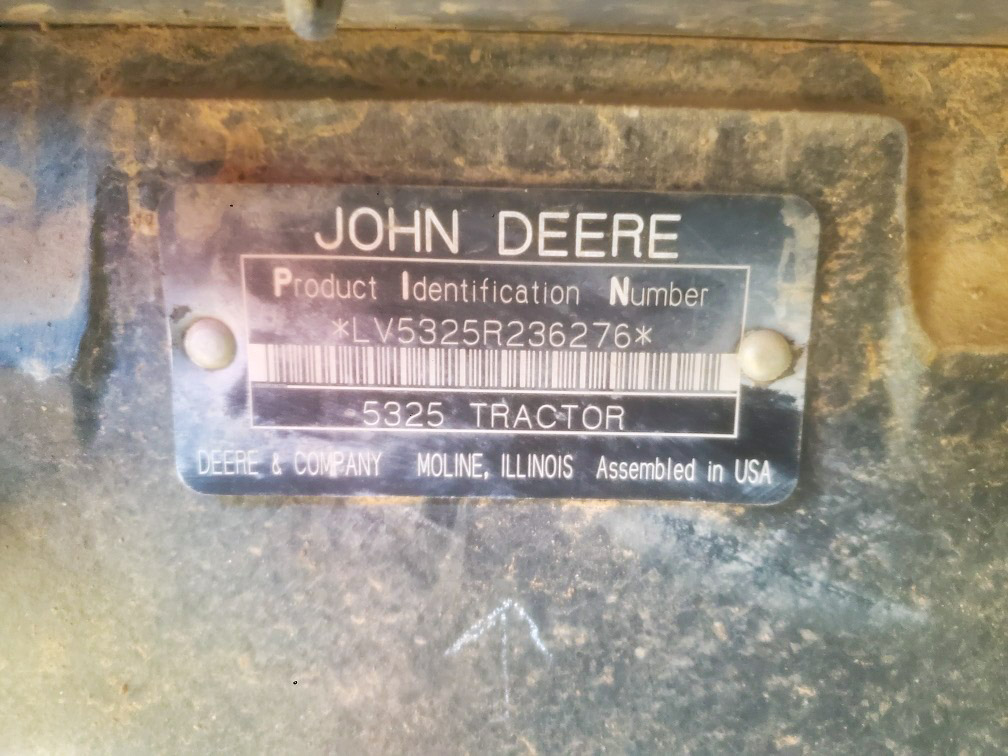 JOHN DEERE
Product Identification Number
*LV5325R236276*
5325 TRACTOR
DEERE & COMPANY MOLINE, ILLINOIS Assembled in USA